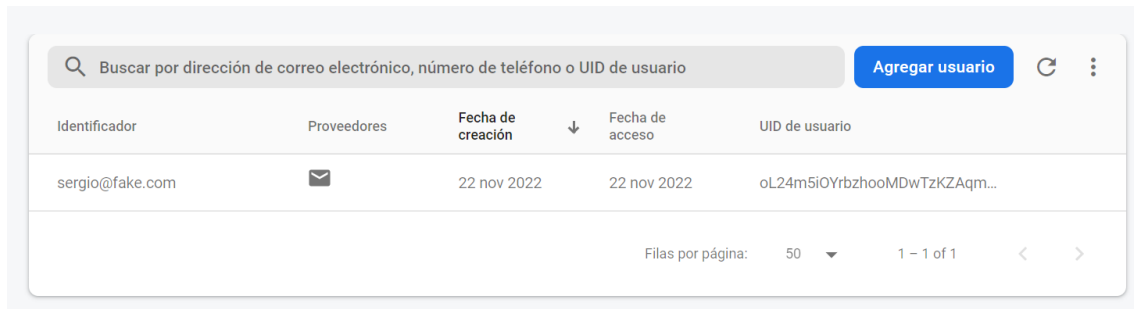 Buscar por dirección de correo electrónico, número de teléfono o UID de usuario
Agregar usuario
Identificador
Proveedores
Fecha de
creación
Fecha de
acceso
UID de usuario
sergio@fake.com
22 nov 2022
22 nov 2022
oL24m5iOYrbzhooMDwTzKZAqm...
Filas por página:
50
1 – 1 of 1